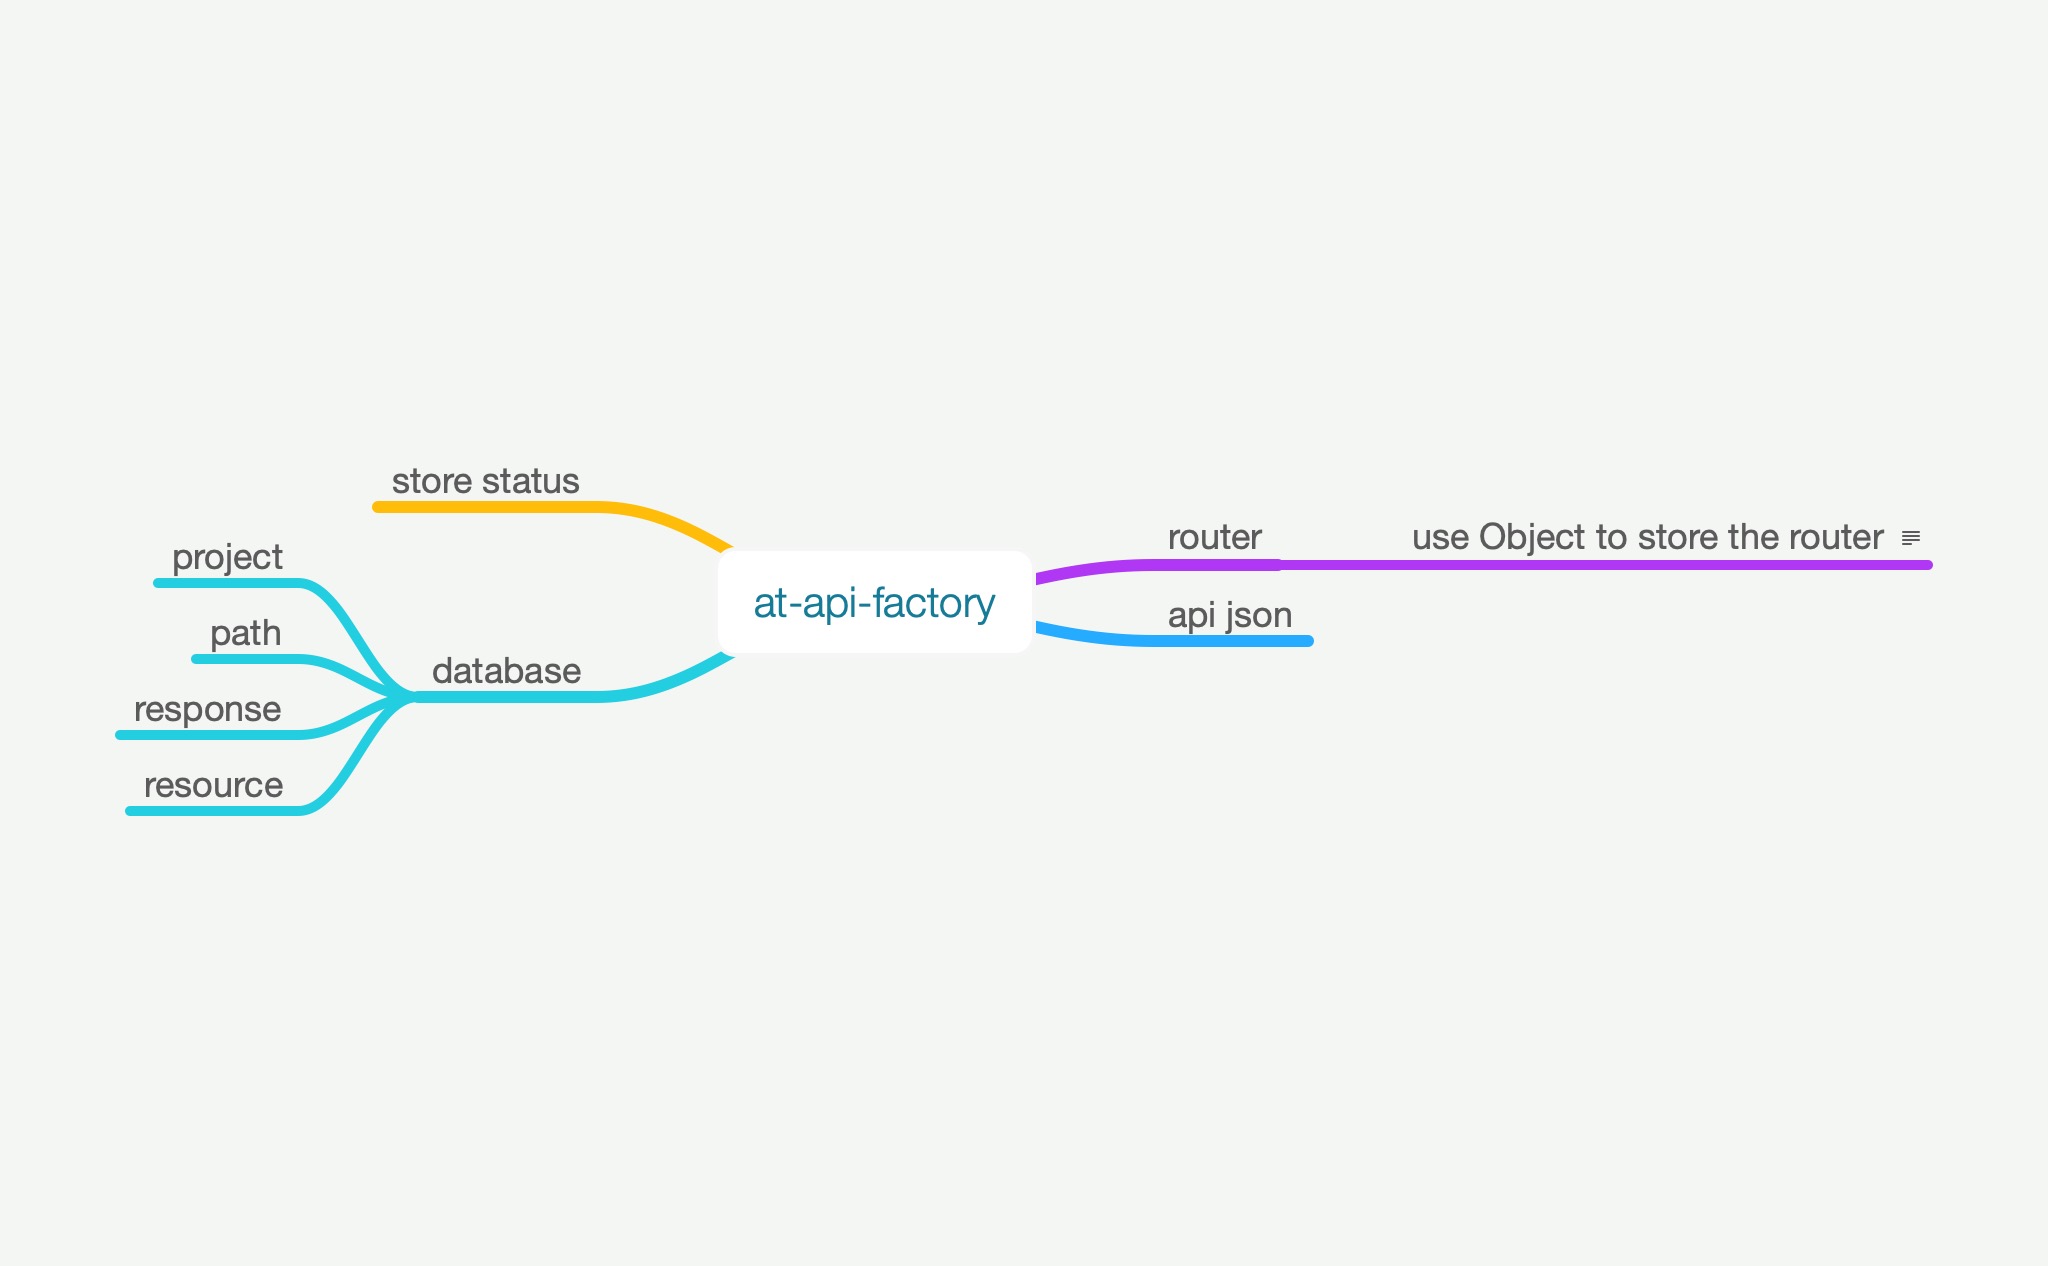 store status
project
path
database
response
resource
at-api-factory
router
use Object to store the router
api json